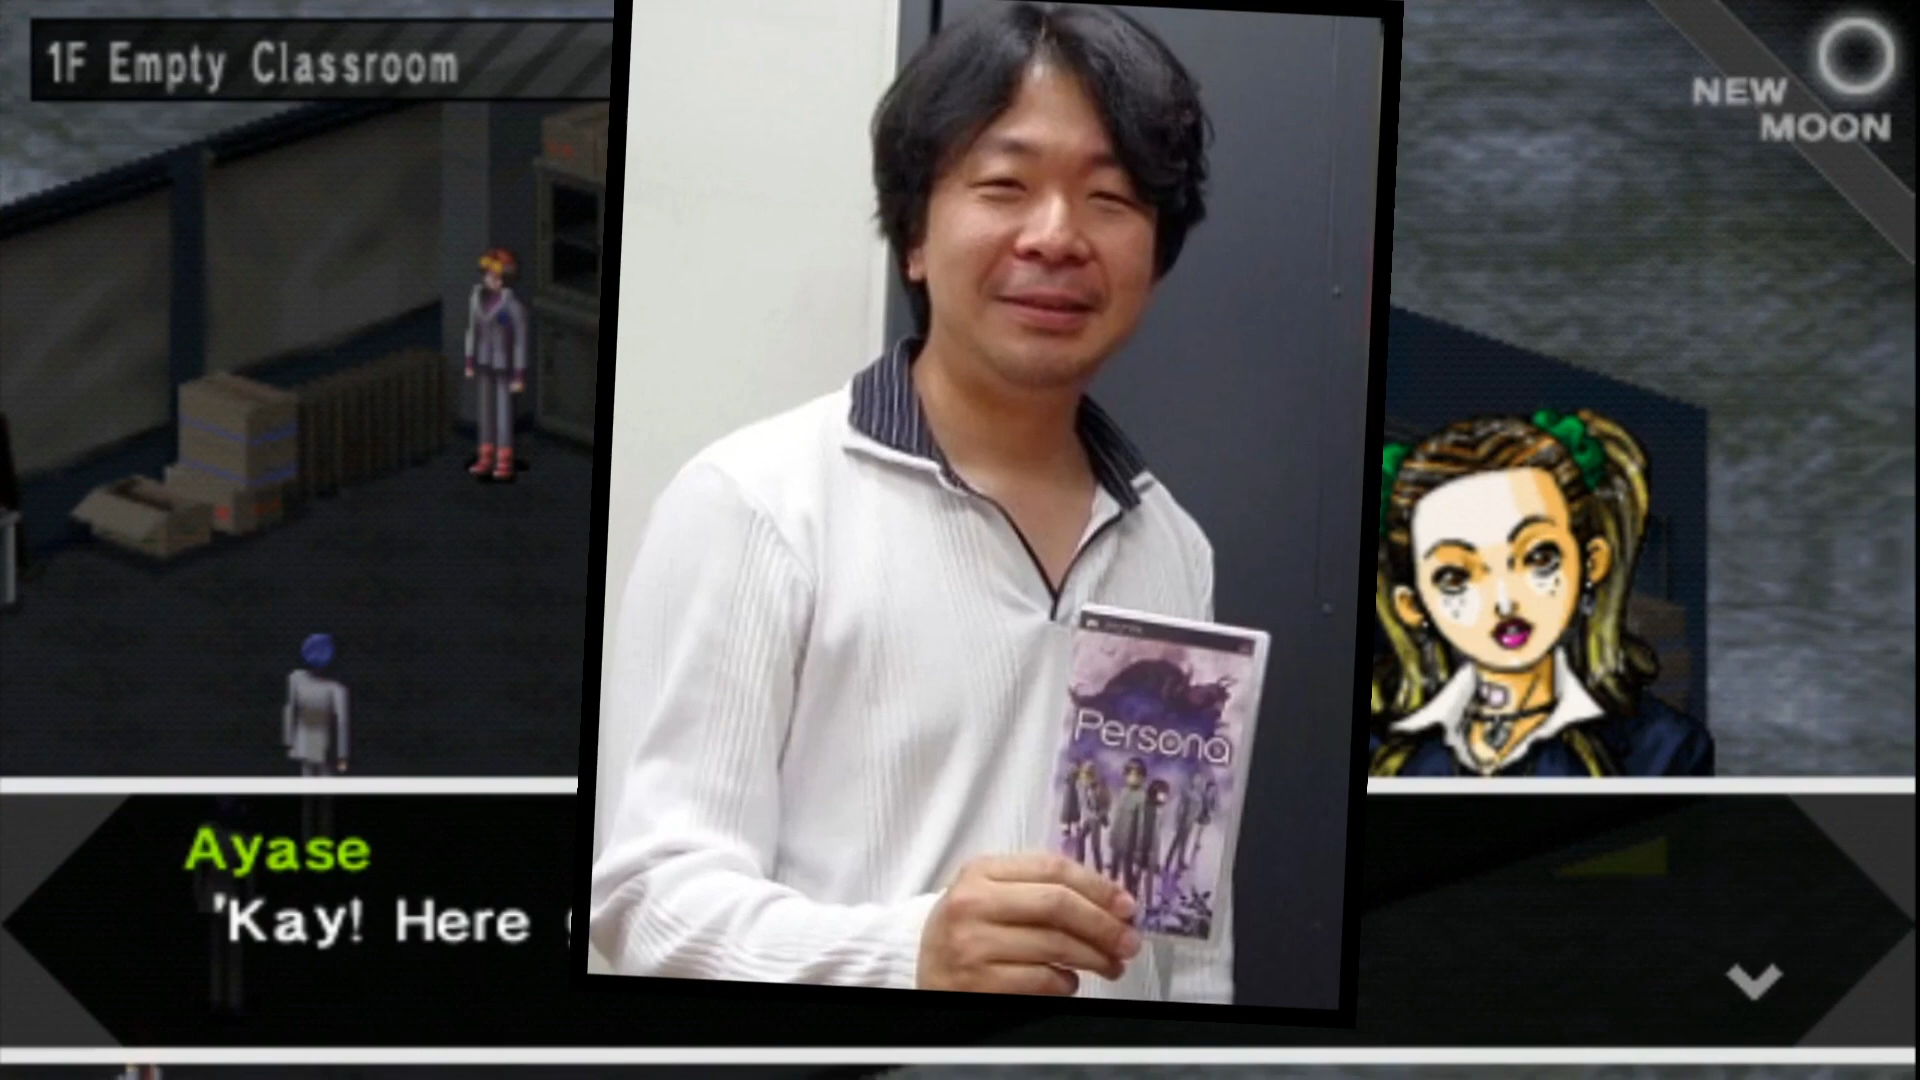 1F Empty Classroom
NEW
MOON
Persona
Ayase
'Kay! Here